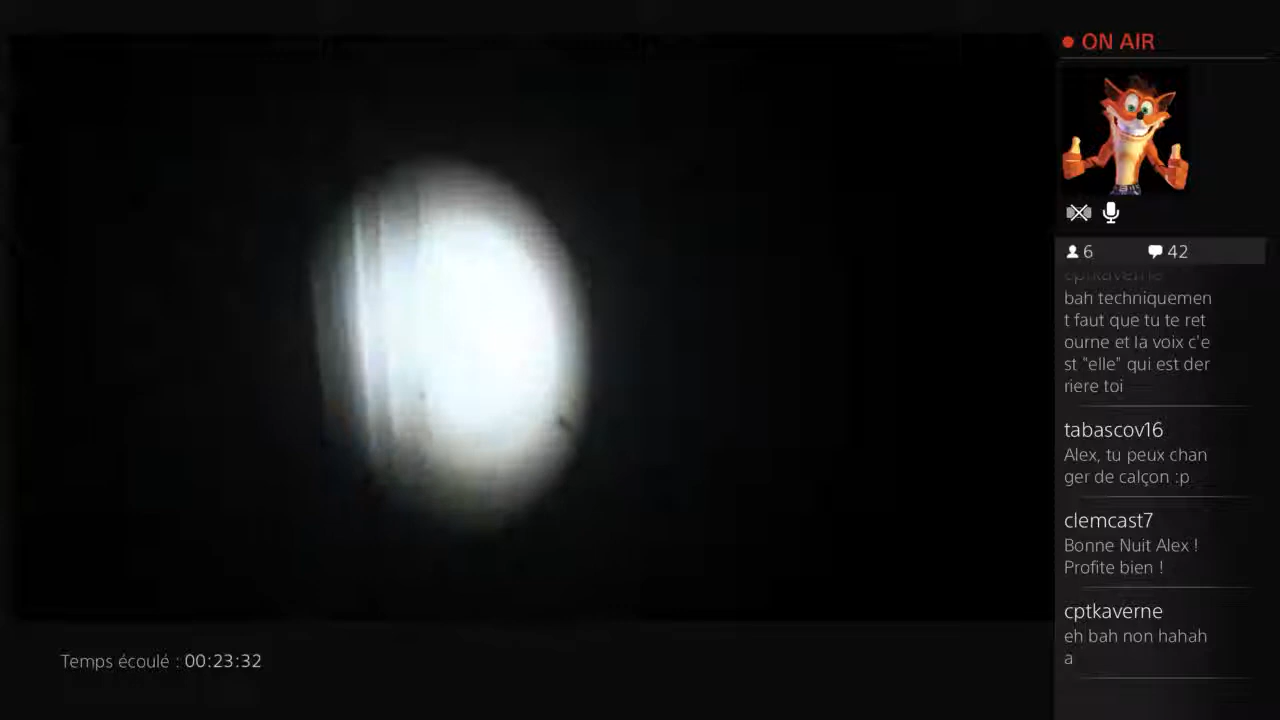 ON AIR
6
42
cptkaverne
bah techniquemen
t faut que tu te ret
ourne et la voix c'e
st "elle" qui est der
riere toi
tabascov16
Alex, tu peux chan
ger de calçon :p
clemcast7
Bonne Nuit Alex !
Profite bien !
cptkaverne
eh bah non hahah
a
Temps écoulé : 00:23:32